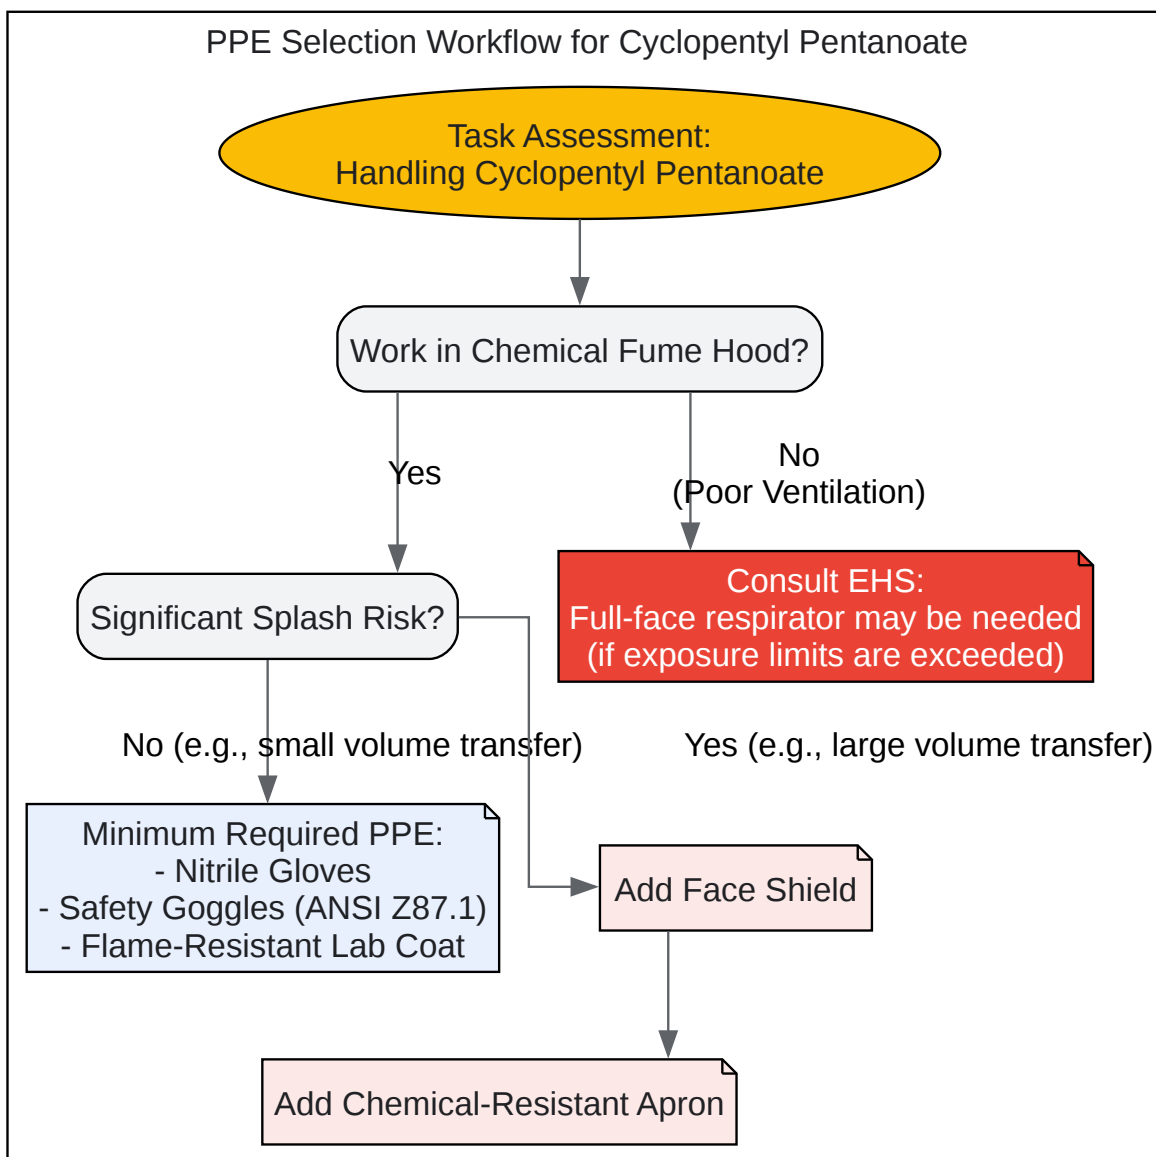 PPE Selection Workflow for Cyclopentyl Pentanoate
Task Assessment:
Handling Cyclopentyl Pentanoate
Work in Chemical Fume Hood?
Yes
No
(Poor Ventilation)
Significant Splash Risk?
Consult EHS:
Full-face respirator may be needed
(if exposure limits are exceeded)
No (e.g., small volume transfer)
Yes (e.g., large volume transfer)
Minimum Required PPE:
- Nitrile Gloves
- Safety Goggles (ANSI Z87.1)
- Flame-Resistant Lab Coat
Add Face Shield
Add Chemical-Resistant Apron